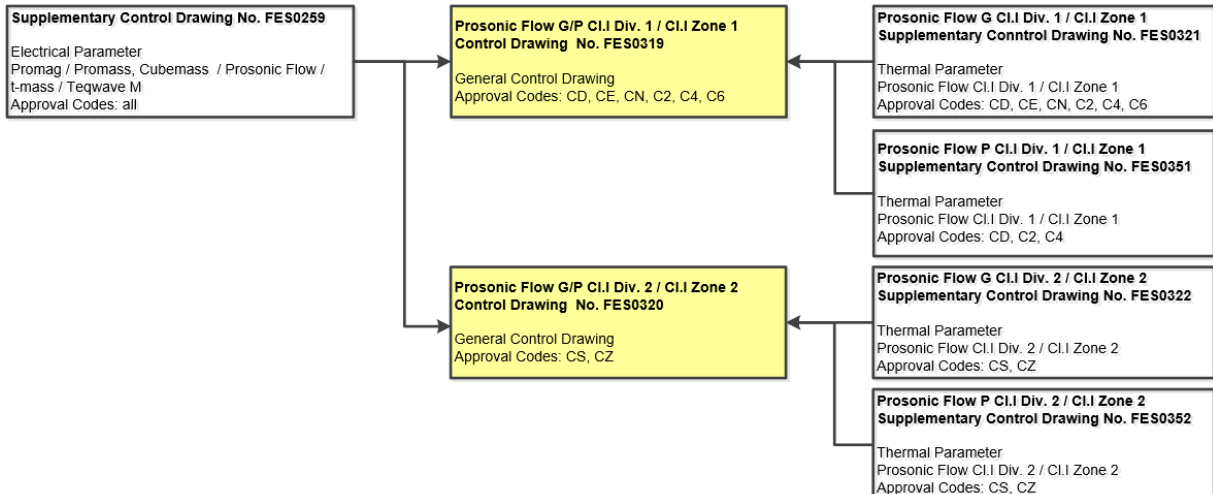 Supplementary Control Drawing No. FES0259
Electrical Parameter
Promag / Promass, Cubemass / Prosonic Flow /
t-mass / Teqwave M
Approval Codes: all
Prosonic Flow G/P Cl.I Div. 1 / Cl.I Zone 1
Control Drawing No. FES0319
General Control Drawing
Approval Codes: CD, CE, CN, C2, C4, C6
Prosonic Flow G Cl.I Div. 1 / Cl.I Zone 1
Supplementary Conntrol Drawing No. FES0321
Thermal Parameter
Prosonic Flow Cl.I Div. 1 / Cl.I Zone 1
Approval Codes: CD, CE, CN, C2, C4, C6
Prosonic Flow P Cl.I Div. 1 / Cl.I Zone 1
Supplementary Control Drawing No. FES0351
Thermal Parameter
Prosonic Flow Cl.I Div. 1 / Cl.I Zone 1
Approval Codes: CD, C2, C4
Prosonic Flow G/P Cl.I Div. 2 / Cl.I Zone 2
Control Drawing No. FES0320
General Control Drawing
Approval Codes: CS, CZ
Prosonic Flow G Cl.I Div. 2 / Cl.I Zone 2
Supplementary Control Drawing No. FES0322
Thermal Parameter
Prosonic Flow Cl.I Div. 2 / Cl.I Zone 2
Approval Codes: CS, CZ
Prosonic Flow P Cl.I Div. 2 / Cl.I Zone 2
Supplementary Control Drawing No. FES0352
Thermal Parameter
Prosonic Flow Cl.I Div. 2 / Cl.I Zone 2
Approval Codes: CS, CZ